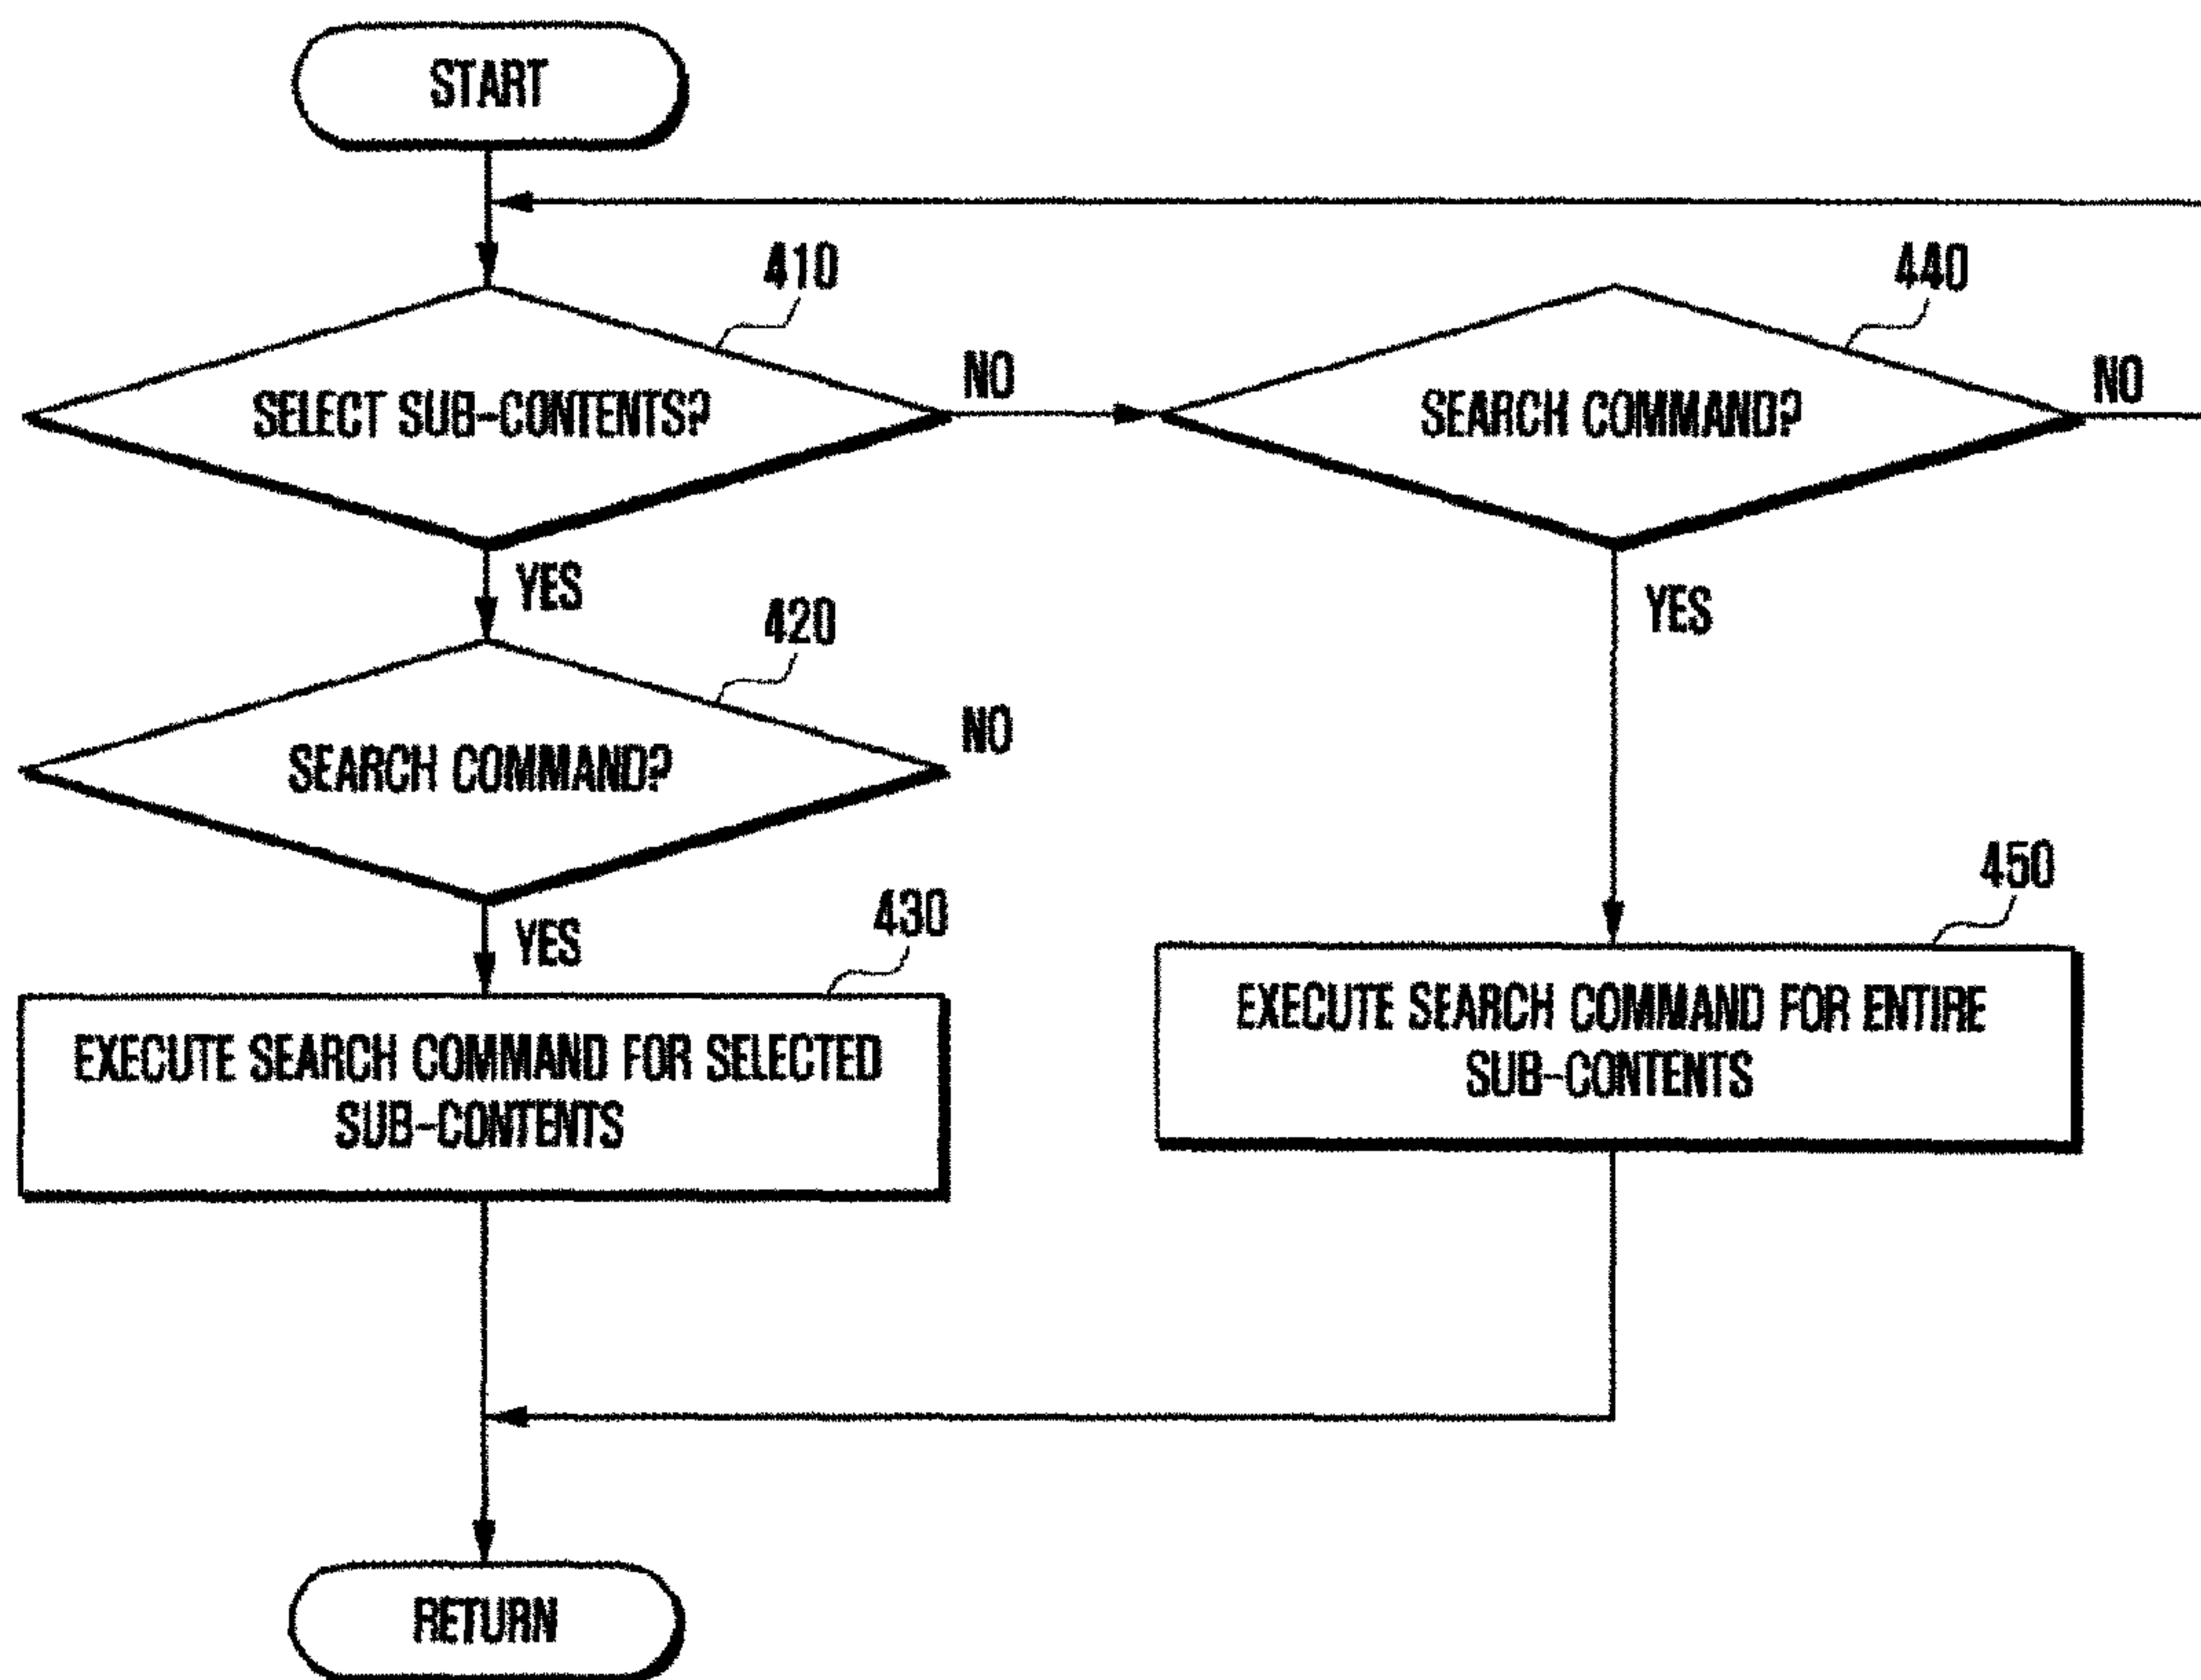 START
410
SELECT SUB-CONTENTS?
NO
440
SEARCH COMMAND?
NO
YES
420
SEARCH COMMAND?
NO
YES
YES
430
EXECUTE SEARCH COMMAND FOR SELECTED
SUB-CONTENTS
450
EXECUTE SEARCH COMMAND FOR ENTIRE
SUB-CONTENTS
RETURN